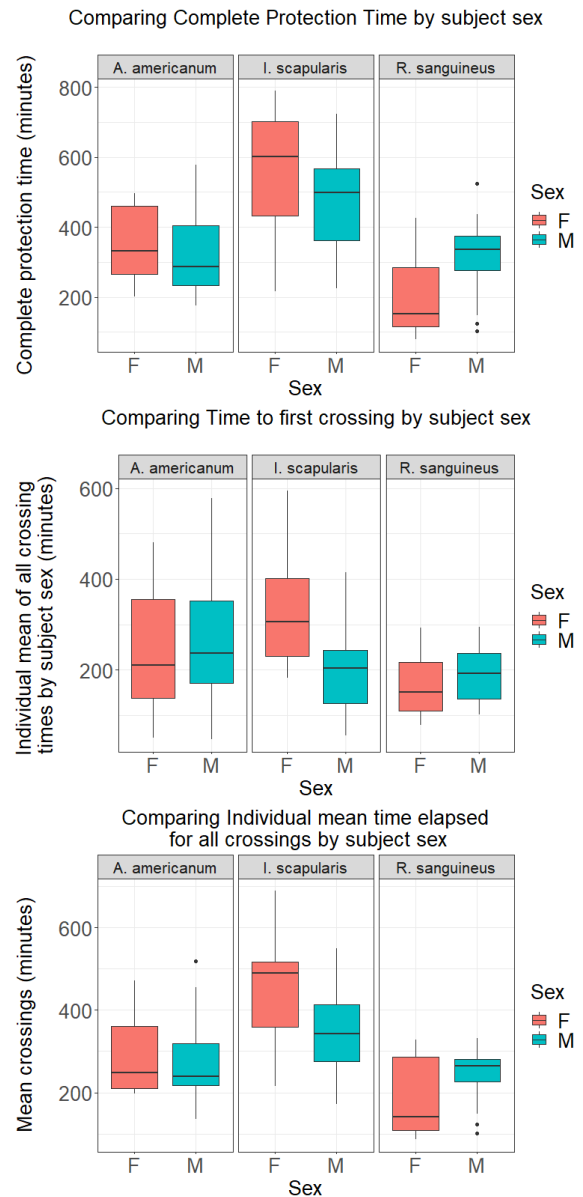 Comparing Complete Protection Time by subject sex
A. americanum
I. scapularis
R. sanguineus
Complete protection time (minutes)
800
600
400
200
F
M
F
M
F
M
Sex
Sex
F
M
Comparing Time to first crossing by subject sex
A. americanum
I. scapularis
R. sanguineus
Individual mean of all crossing
times by subject sex (minutes)
600
400
200
F
M
F
M
F
M
Sex
Sex
F
M
Comparing Individual mean time elapsed
for all crossings by subject sex
A. americanum
I. scapularis
R. sanguineus
Mean crossings (minutes)
600
400
200
F
M
F
M
F
M
Sex
Sex
F
M